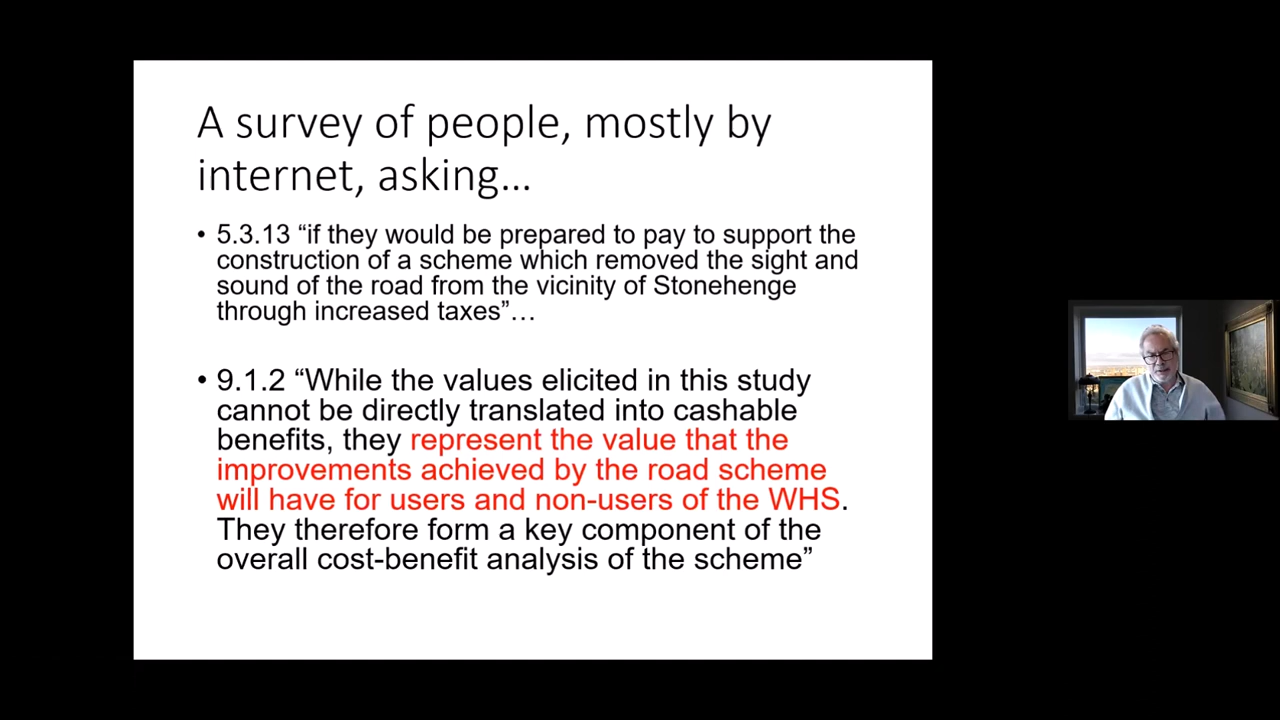 A survey of people, mostly by
internet, asking…
• 5.3.13 “if they would be prepared to pay to support the
construction of a scheme which removed the sight and
sound of the road from the vicinity of Stonehenge
through increased taxes”…
• 9.1.2 “While the values elicited in this study
cannot be directly translated into cashable
benefits, they represent the value that the
improvements achieved by the road scheme
will have for users and non-users of the WHS.
They therefore form a key component of the
overall cost-benefit analysis of the scheme”